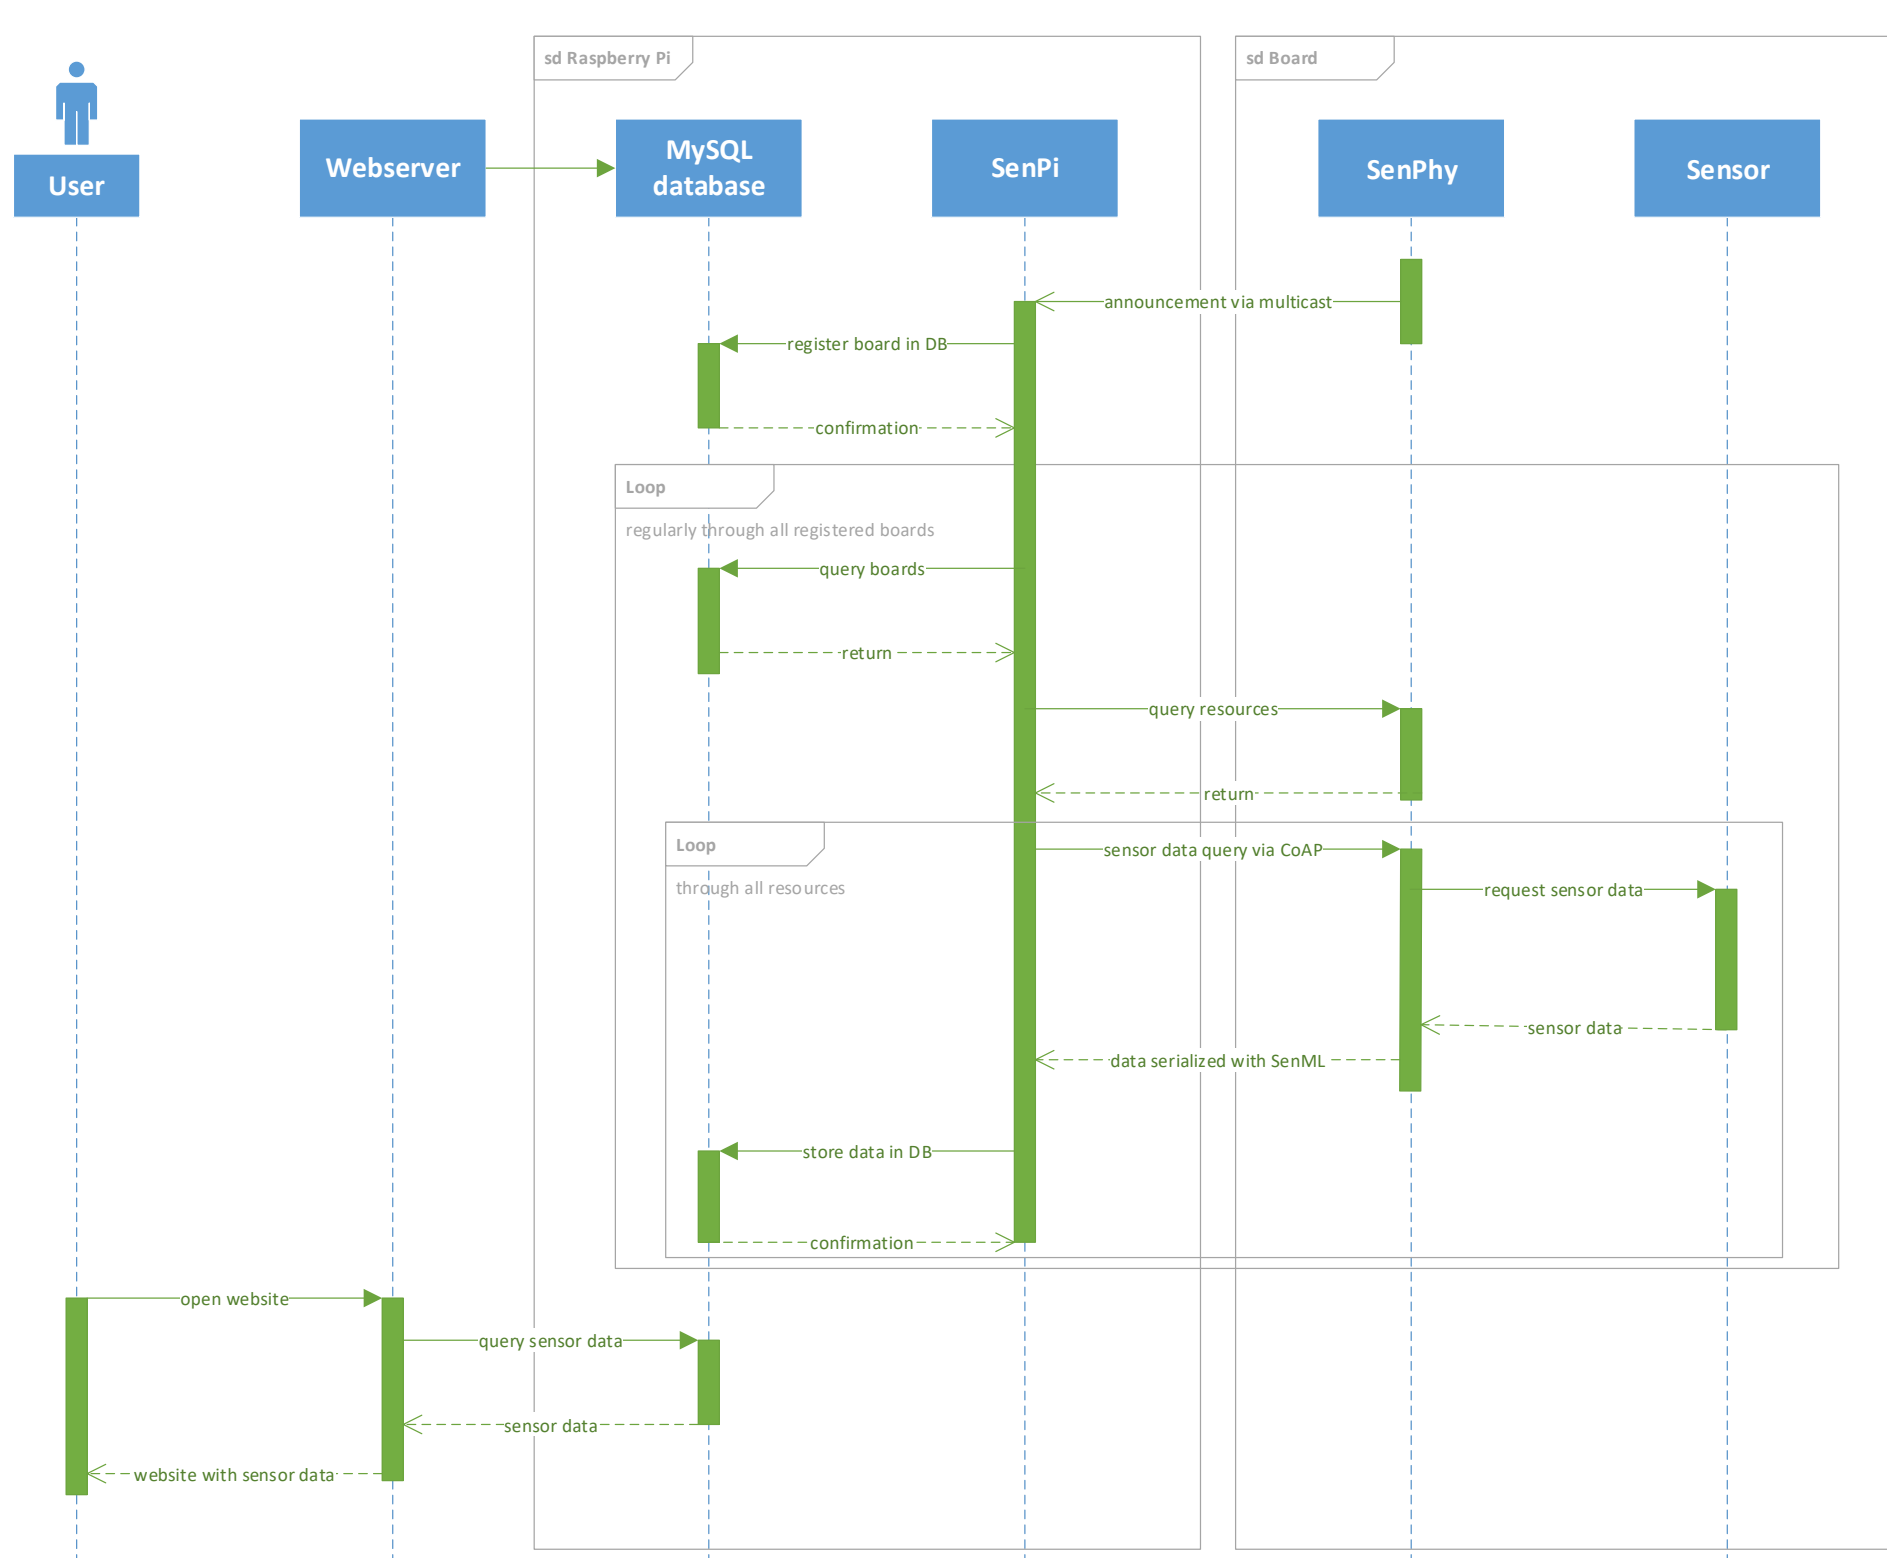 sd Raspberry Pi
sd Board
User
Webserver
MySQL
database
SenPi
SenPhy
Sensor
announcement via multicast
register board in DB
confirmation
Loop
regularly through all registered boards
query boards
return
query resources
return
Loop
through all resources
sensor data query via CoAP
request sensor data
sensor data
data serialized with SenML
store data in DB
confirmation
open website
query sensor data
sensor data
website with sensor data